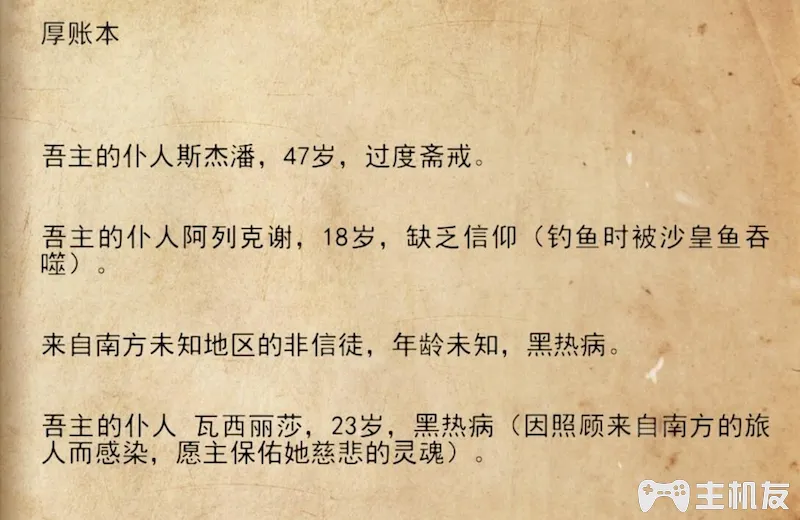 厚账本
吾主的仆人斯杰潘，47岁，过度斋戒。
吾主的仆人阿列克谢，18岁，缺乏信仰（钓鱼时被沙皇鱼吞
噬）。
来自南方未知地区的非信徒，年龄未知，黑热病。
吾主的仆人 瓦西丽莎，23岁，黑热病（因照顾来自南方的旅
人而感染，愿主保佑她慈悲的灵魂）。
主机友